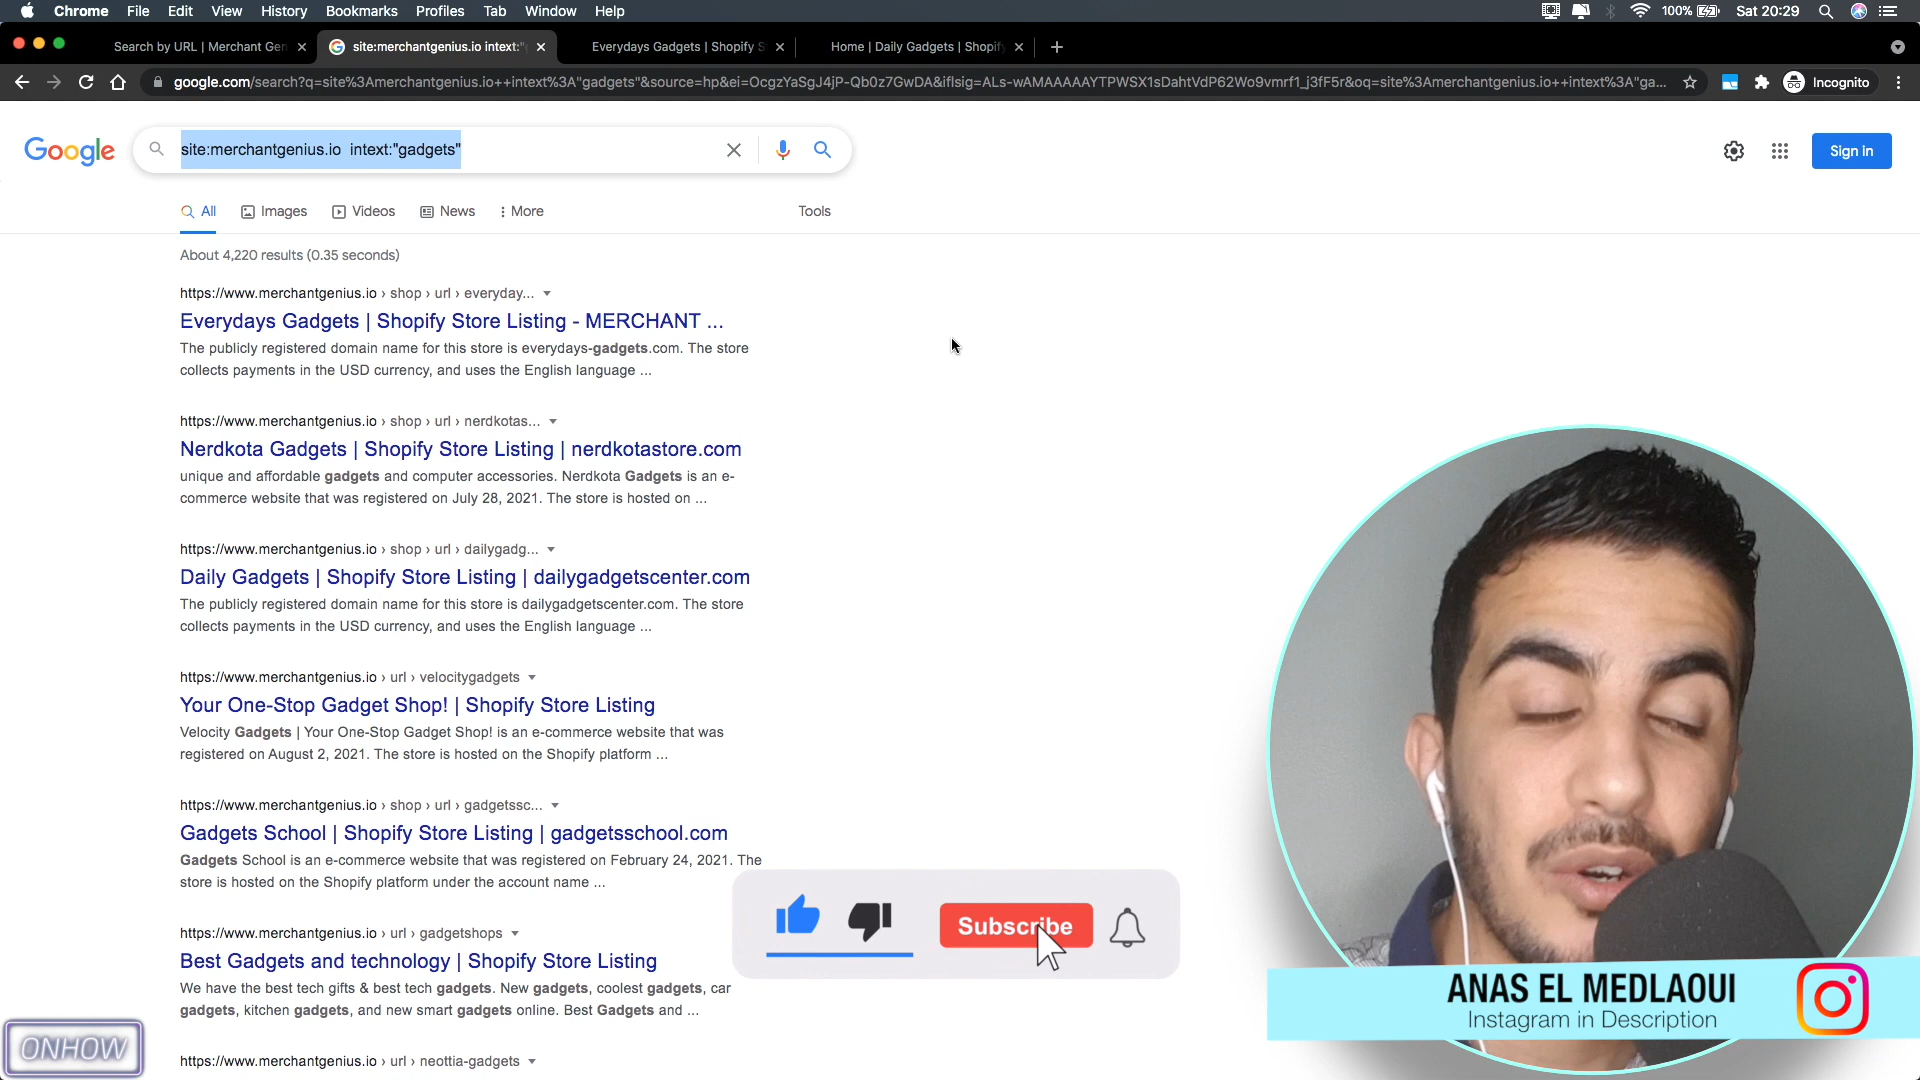 Chrome File Edit View History Bookmarks Profiles Tab Window Help 100% Sat 20:29
Search by URL | Merchant Gen site:merchantgenius.io intext:" Everydays Gadgets | Shopify S Home | Daily Gadgets | Shopif
google.com/search?q=site%3Amerchantgenius.io++intext%3A"gadgets"&source=hp&ei=OcgzYaSgJ4jP-Qb0z7GwDA&iflsig=ALs-wAMAAAAAYTPWSX1sDahtVdP62Wo9vmrf1_j3fF5r&oq=site%3Amerchantgenius.io++intext%3A"ga... Incognito
Google site:merchantgenius.io intext:"gadgets" Sign in
All Images Videos News More Tools
About 4,220 results (0.35 seconds)
https://www.merchantgenius.io › shop › url › everyday...
Everydays Gadgets | Shopify Store Listing - MERCHANT ...
The publicly registered domain name for this store is everydays-gadgets.com. The store
collects payments in the USD currency, and uses the English language ...
https://www.merchantgenius.io › shop › url › nerdkotas...
Nerdkota Gadgets | Shopify Store Listing | nerdkotastore.com
unique and affordable gadgets and computer accessories. Nerdkota Gadgets is an e-
commerce website that was registered on July 28, 2021. The store is hosted on ...
https://www.merchantgenius.io › shop › url › dailygadg...
Daily Gadgets | Shopify Store Listing | dailygadgetscenter.com
The publicly registered domain name for this store is dailygadgetscenter.com. The store
collects payments in the USD currency, and uses the English language ...
https://www.merchantgenius.io › url › velocitygadgets
Your One-Stop Gadget Shop! | Shopify Store Listing
Velocity Gadgets | Your One-Stop Gadget Shop! is an e-commerce website that was
registered on August 2, 2021. The store is hosted on the Shopify platform ...
https://www.merchantgenius.io › shop › url › gadgetssc...
Gadgets School | Shopify Store Listing | gadgetsschool.com
Gadgets School is an e-commerce website that was registered on February 24, 2021. The
store is hosted on the Shopify platform under the account name ...
https://www.merchantgenius.io › url › gadgetshops
Best Gadgets and technology | Shopify Store Listing
We have the best tech gifts & best tech gadgets. New gadgets, coolest gadgets, car
gadgets, kitchen gadgets, and new smart gadgets online. Best Gadgets and ...
https://www.merchantgenius.io › url › neottia-gadgets
Subscribe
ANAS EL MEDLAOUI
Instagram in Description
ONHOW